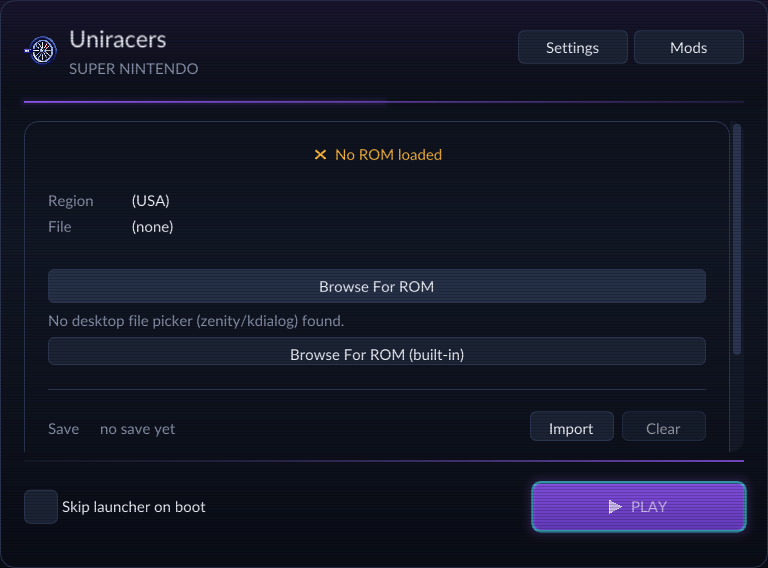 Uniracers
SUPER NINTENDO
Settings
Mods
No ROM loaded
Region (USA)
File (none)
Browse For ROM
No desktop file picker (zenity/kdialog) found.
Browse For ROM (built-in)
Save no save yet
Import
Clear
Skip launcher on boot
PLAY